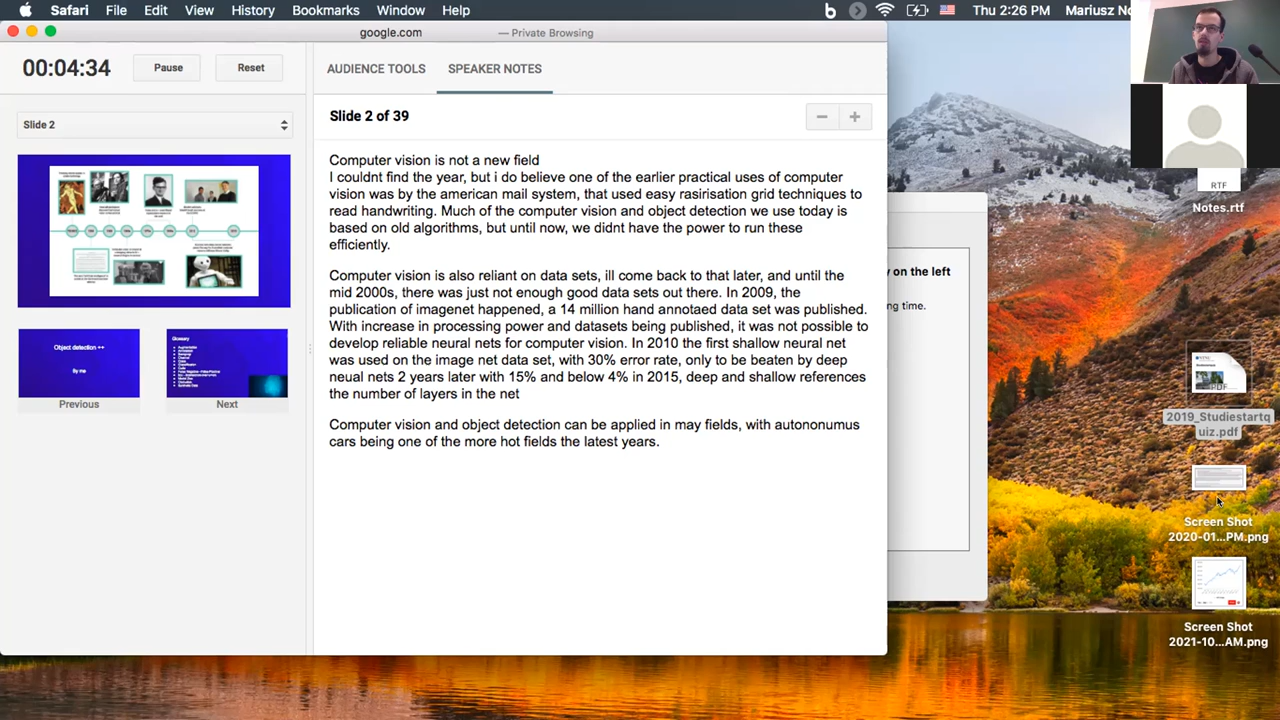 Safari File Edit View History Bookmarks Window Help
Thu 2:26 PM Mariusz No
google.com — Private Browsing
00:04:34 Pause Reset
AUDIENCE TOOLS SPEAKER NOTES
Slide 2
Slide 2 of 39
− +
Computer vision is not a new field
I couldnt find the year, but i do believe one of the earlier practical uses of computer
vision was by the american mail system, that used easy rasirisation grid techniques to
read handwriting. Much of the computer vision and object detection we use today is
based on old algorithms, but until now, we didnt have the power to run these
efficiently.
Computer vision is also reliant on data sets, ill come back to that later, and until the
mid 2000s, there was just not enough good data sets out there. In 2009, the
publication of imagenet happened, a 14 million hand annotaed data set was published.
With increase in processing power and datasets being published, it was not possible to
develop reliable neural nets for computer vision. In 2010 the first shallow neural net
was used on the image net data set, with 30% error rate, only to be beaten by deep
neual nets 2 years later with 15% and below 4% in 2015, deep and shallow references
the number of layers in the net
Computer vision and object detection can be applied in may fields, with autononumus
cars being one of the more hot fields the latest years.
Object detection ++
By me
Previous
Glossary
Next
y on the left
ng time.
RTF
Notes.rtf
PDF
2019_Studiestartq
uiz.pdf
Screen Shot
2020-01...PM.png
Screen Shot
2021-10...AM.png